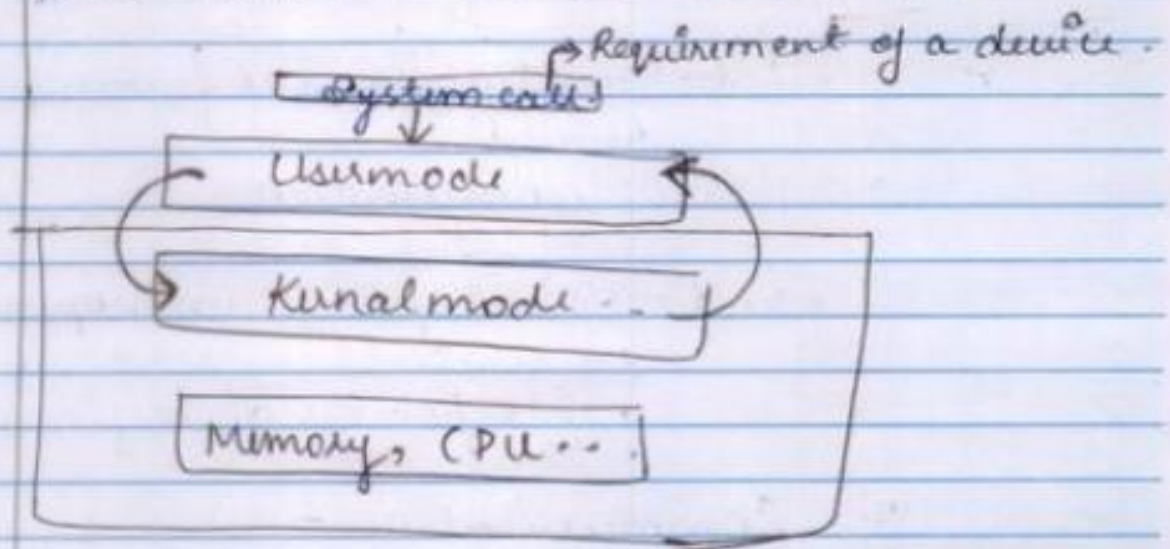 Requirement of a device.
System call
Usermode
Kernalmode ..
Memory, CPU...